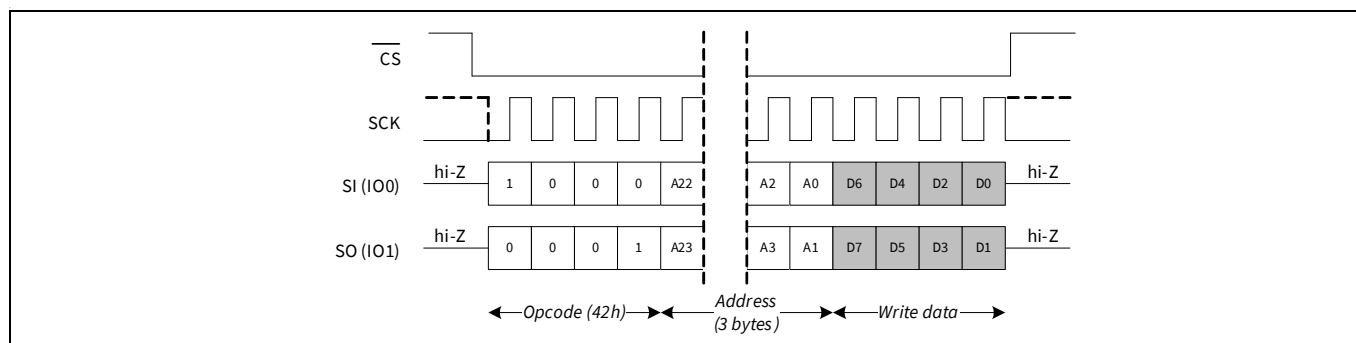 CS
SCK
hi-Z hi-Z
SI (IO0) 1 0 0 0 A22 A2 A0 D6 D4 D2 D0
hi-Z hi-Z
SO (IO1) 0 0 0 1 A23 A3 A1 D7 D5 D3 D1
Opcode (42h) Address Write data
(3 bytes)